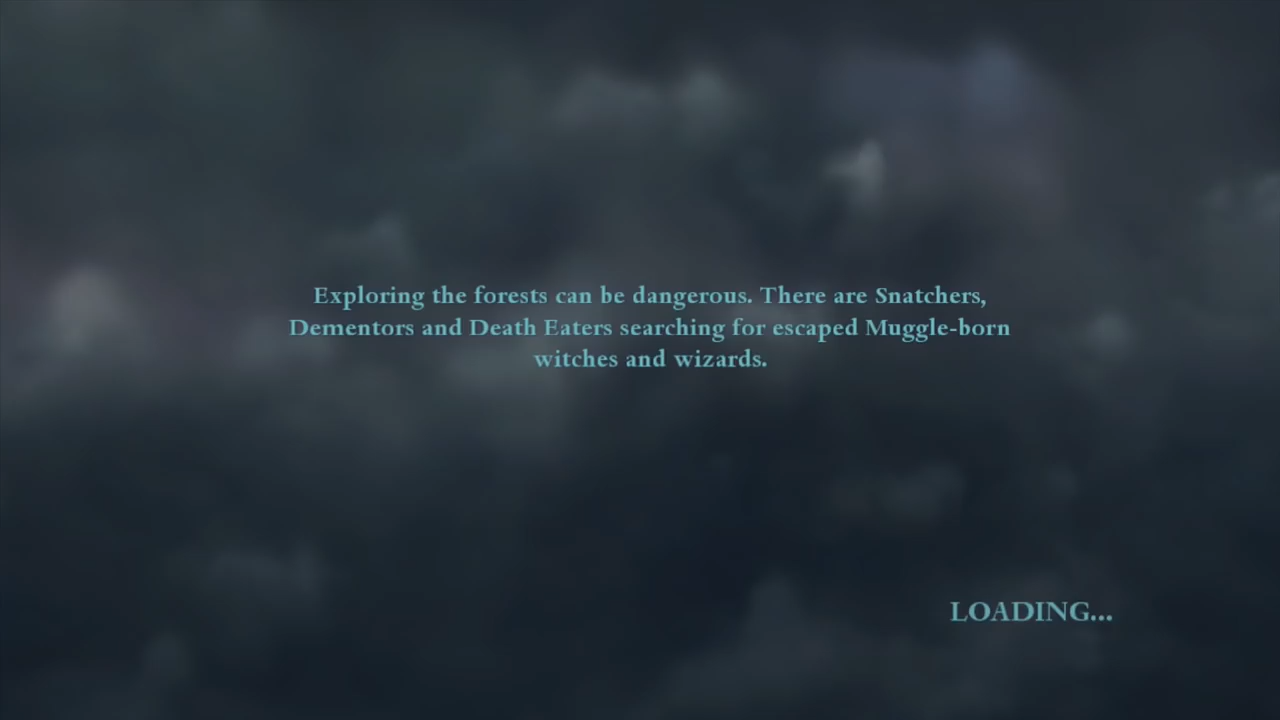 Exploring the forests can be dangerous. There are Snatchers,
Dementors and Death Eaters searching for escaped Muggle-born
witches and wizards.
LOADING...